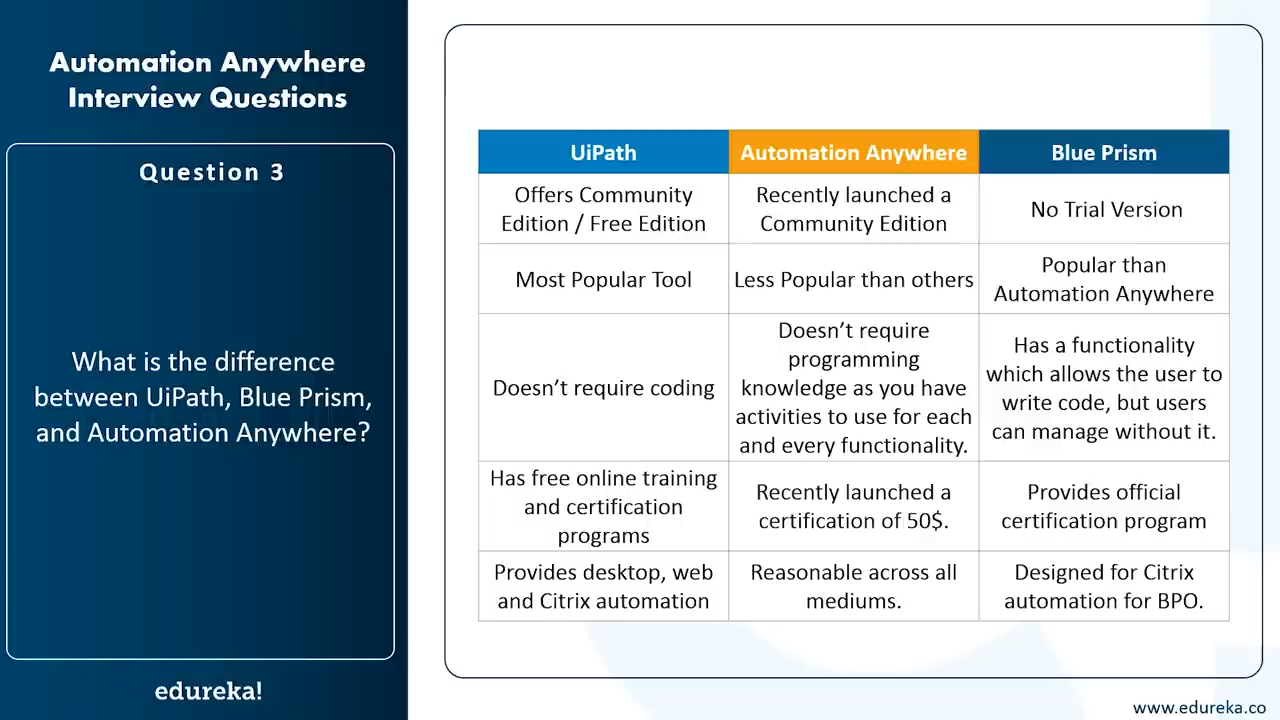 Automation Anywhere
Interview Questions
Question 3
What is the difference
between UiPath, Blue Prism,
and Automation Anywhere?
edureka!
UiPath
Automation Anywhere
Blue Prism
Offers Community
Edition / Free Edition
Recently launched a
Community Edition
No Trial Version
Most Popular Tool
Less Popular than others
Popular than
Automation Anywhere
Doesn’t require coding
Doesn’t require
programming
knowledge as you have
activities to use for each
and every functionality.
Has a functionality
which allows the user to
write code, but users
can manage without it.
Has free online training
and certification
programs
Recently launched a
certification of 50$.
Provides official
certification program
Provides desktop, web
and Citrix automation
Reasonable across all
mediums.
Designed for Citrix
automation for BPO.
www.edureka.co